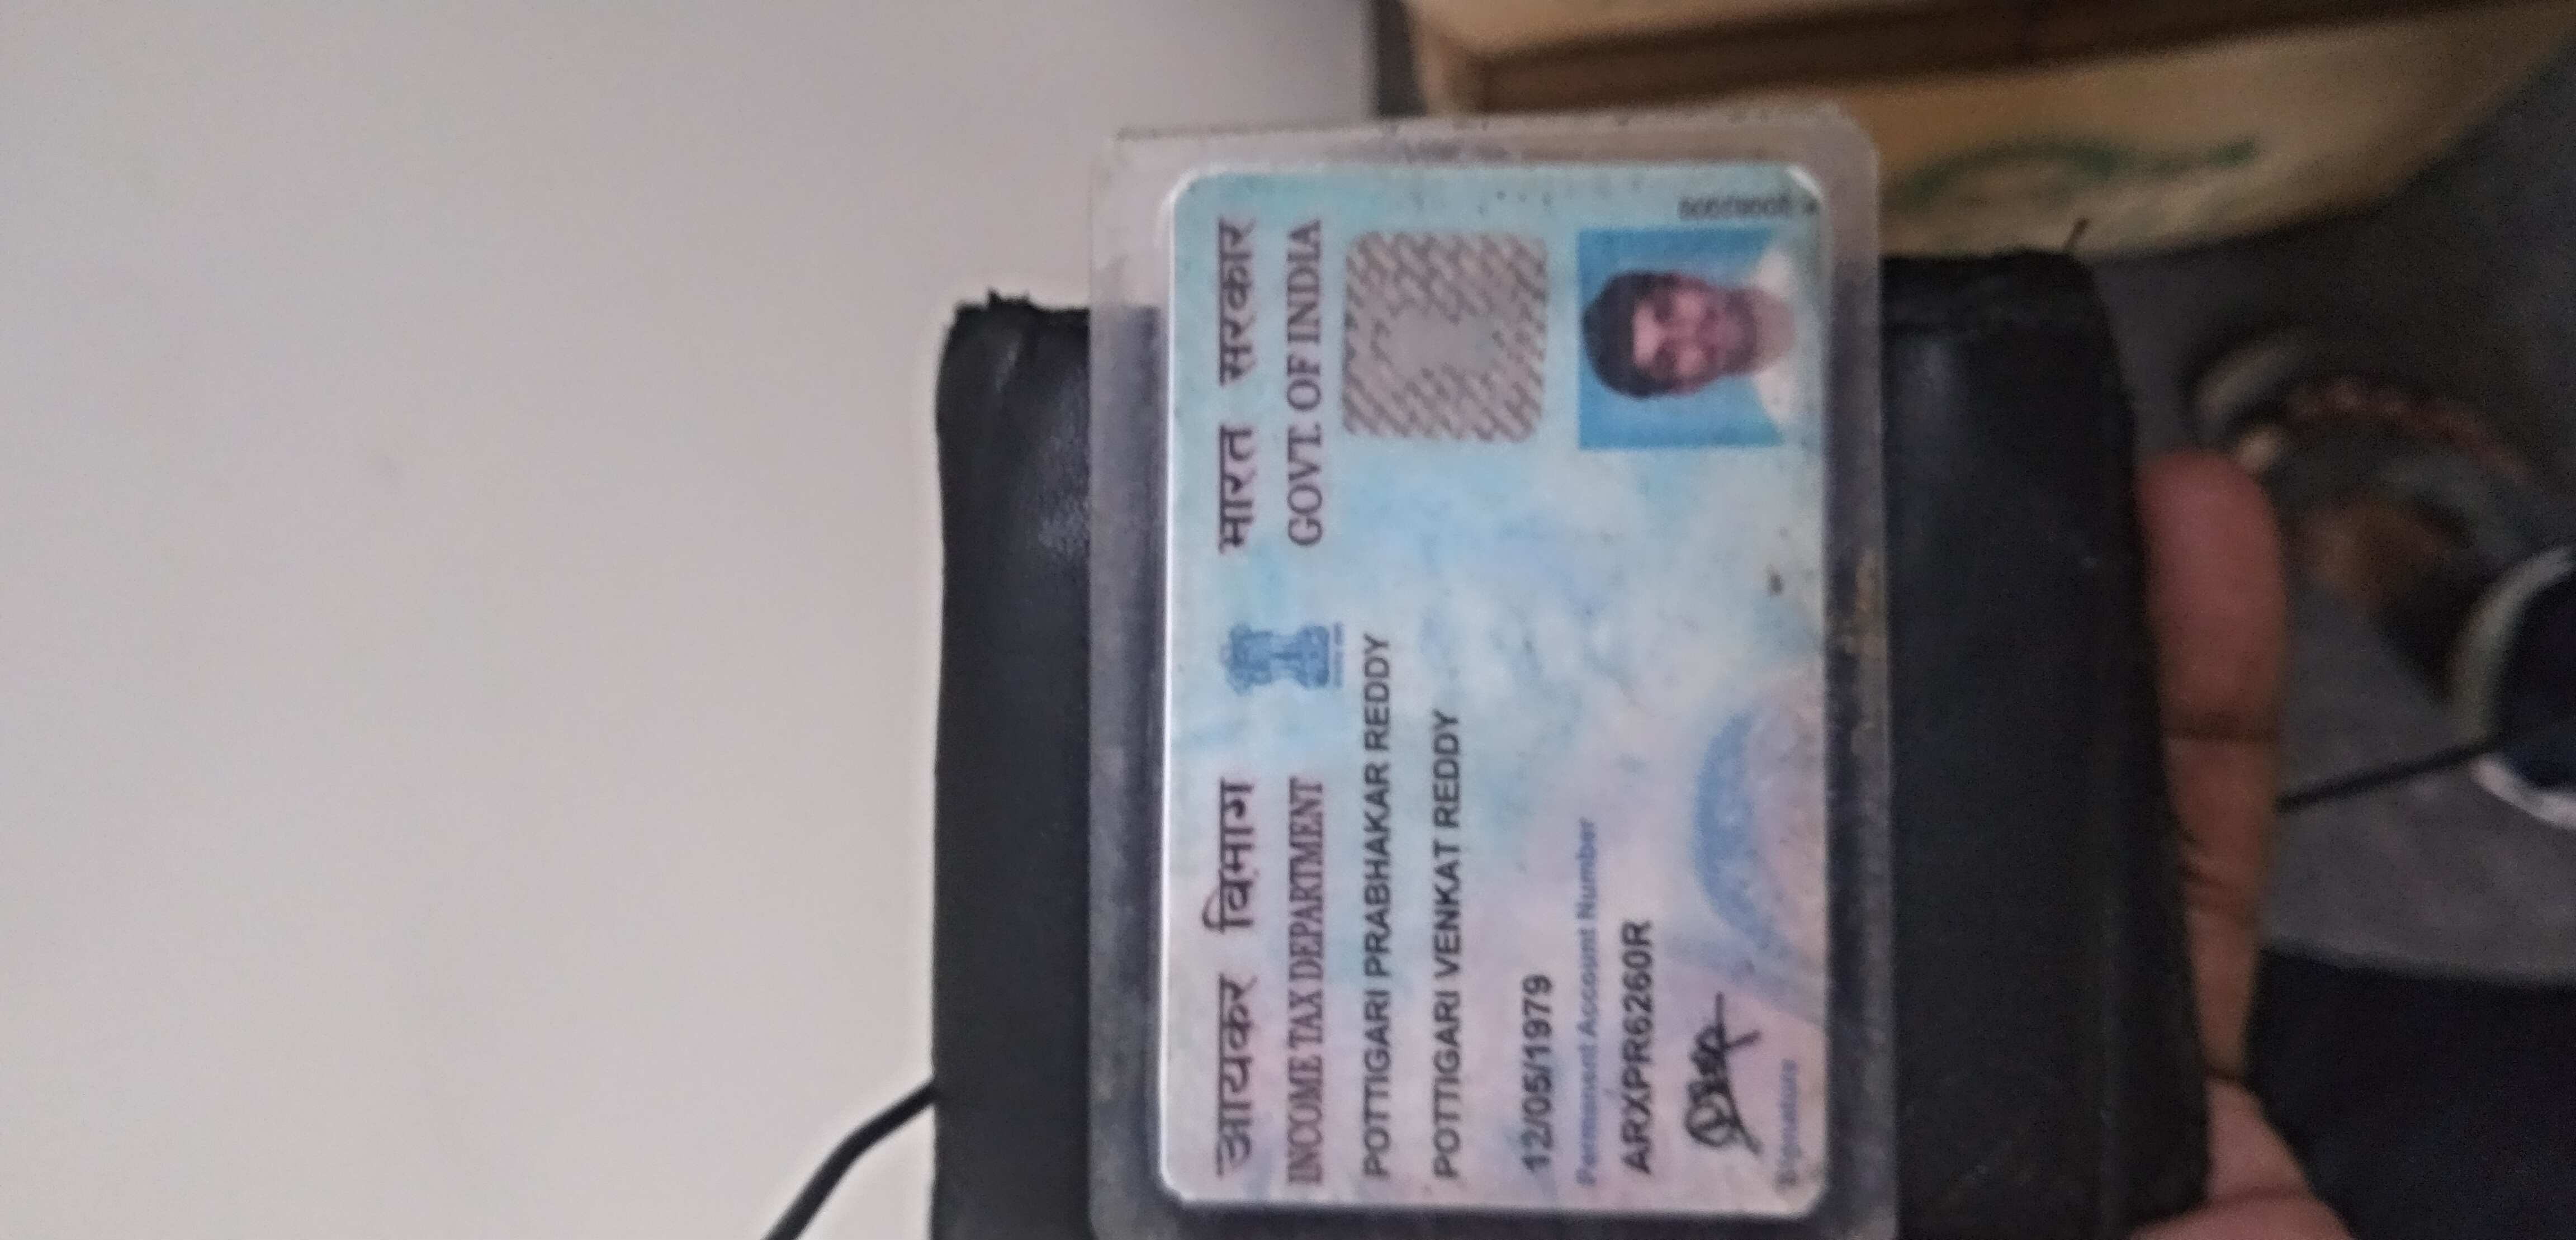 आयकर विभाग
INCOME TAX DEPARTMENT
भारत सरकार
GOVT. OF INDIA
POTTIGARI PRABHAKAR REDDY
POTTIGARI VENKAT REDDY
12/05/1979
Permanent Account Number
ARXPR6260R
Signature